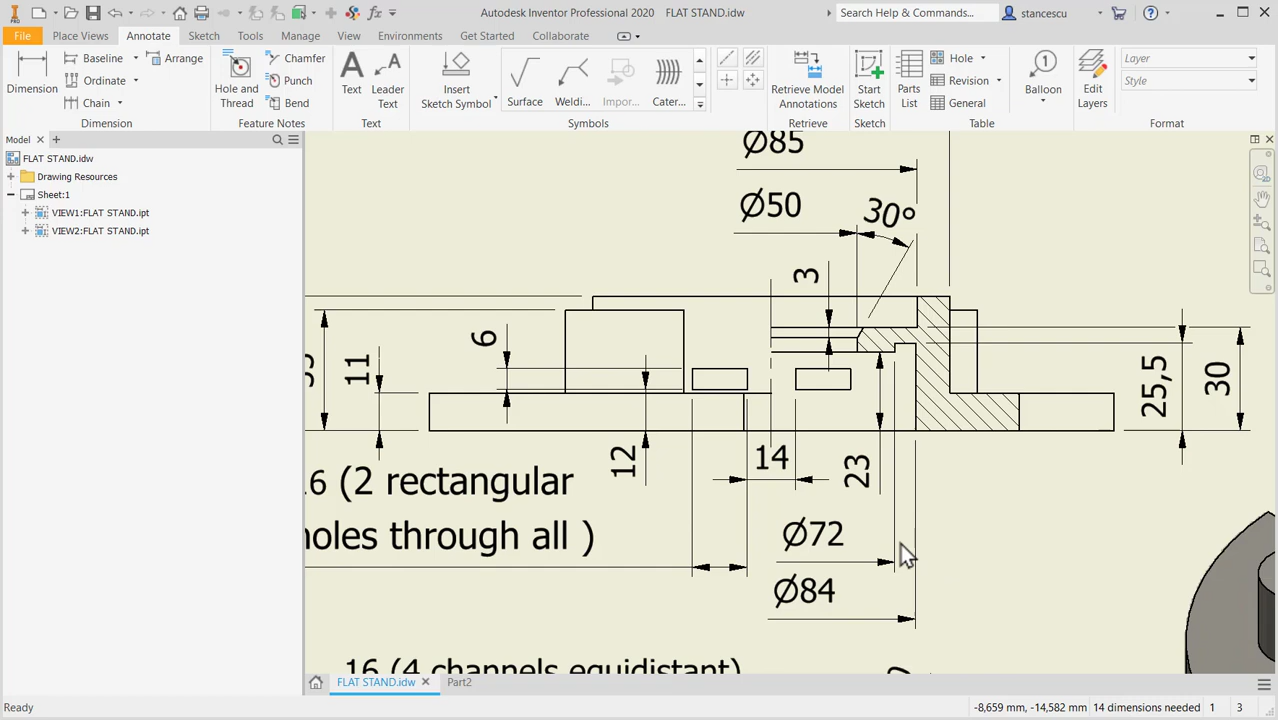 PRO
Autodesk Inventor Professional 2020 FLAT STAND.idw
Search Help & Commands...
stancescu
File
Place Views
Annotate
Sketch
Tools
Manage
View
Environments
Get Started
Collaborate
Dimension
Baseline
Ordinate
Chain
Arrange
Dimension
Hole and Thread
Chamfer
Punch
Bend
Feature Notes
Text
Leader Text
Text
Insert Sketch Symbol
Surface
Weldi...
Impor...
Cater...
Symbols
Retrieve Model Annotations
Retrieve
Start Sketch
Sketch
Parts List
Hole
Revision
General
Table
Balloon
Edit Layers
Layer
Style
Format
Model
FLAT STAND.idw
Drawing Resources
Sheet:1
VIEW1:FLAT STAND.ipt
VIEW2:FLAT STAND.ipt
Ø85
Ø50
30°
3
6
11
12
14
23
25,5
30
16 (2 rectangular
holes through all )
Ø72
Ø84
16 (4 channels equidistant)
FLAT STAND.idw
Part2
Ready
-8,659 mm, -14,582 mm
14 dimensions needed
1
3